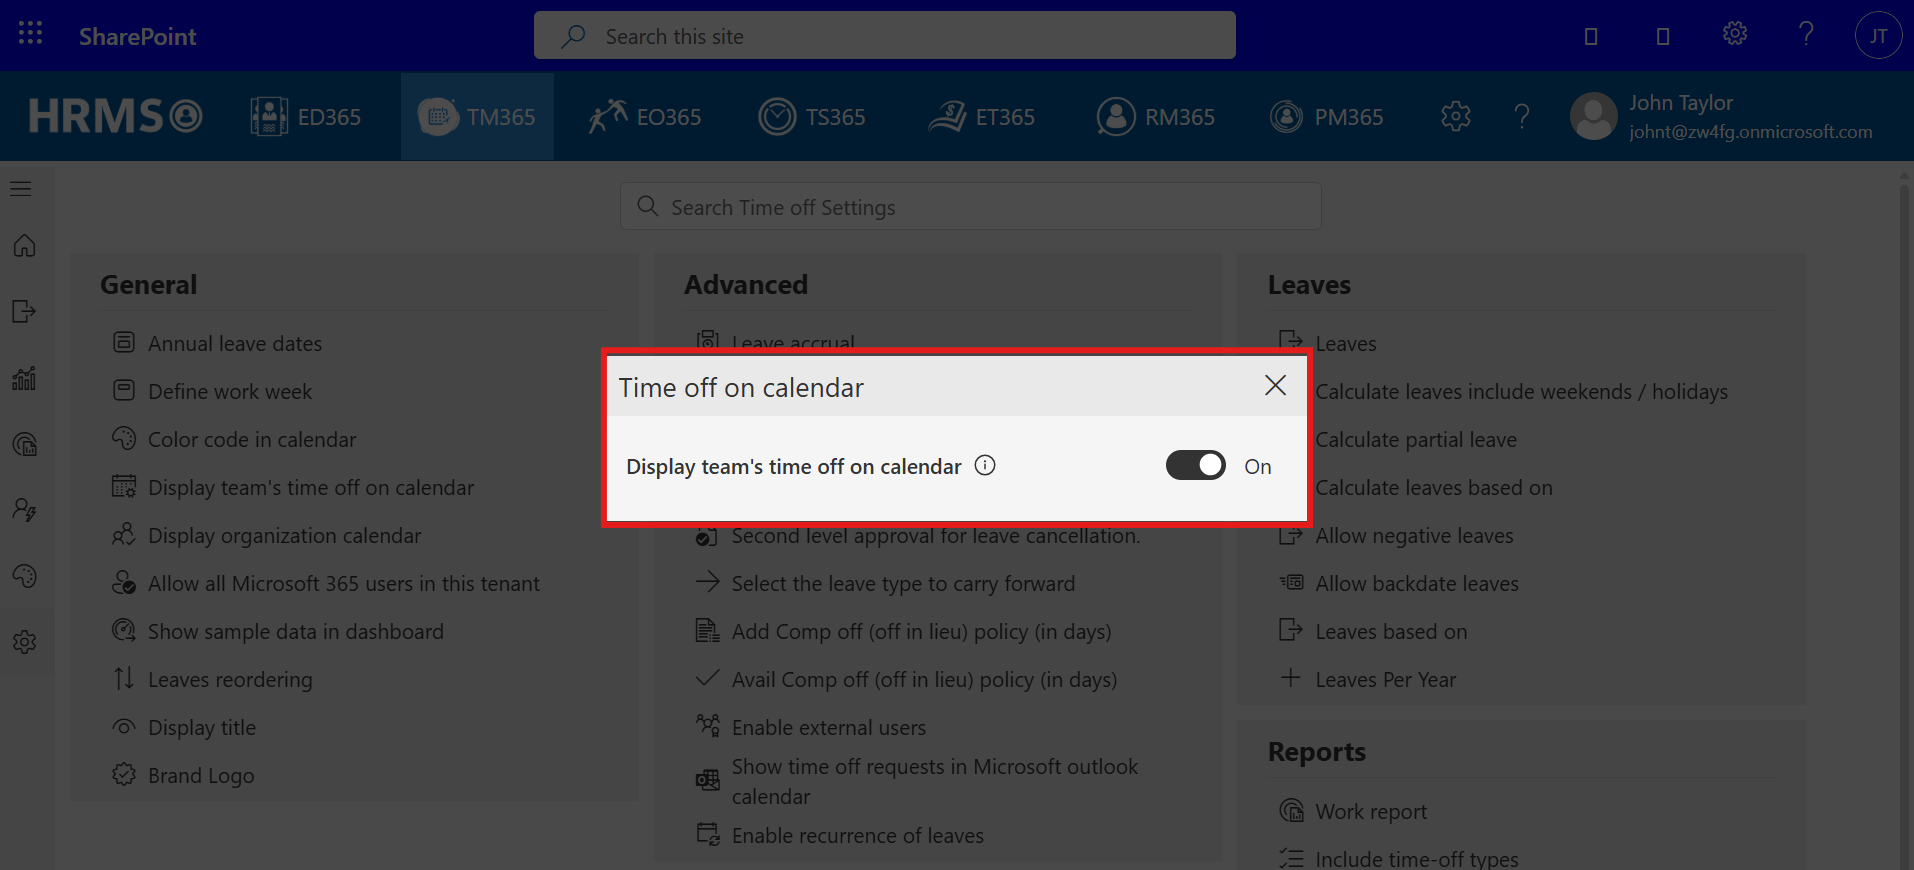 SharePoint
Search this site
JT
HRMS
ED365
TM365
EO365
TS365
ET365
RM365
PM365
John Taylor
johnt@zw4fg.onmicrosoft.com
Search Time off Settings
General
Annual leave dates
Define work week
Color code in calendar
Display team's time off on calendar
Display organization calendar
Allow all Microsoft 365 users in this tenant
Show sample data in dashboard
Leaves reordering
Display title
Brand Logo
Advanced
Leave accrual
Time off on calendar
Display team's time off on calendar
On
Second level approval for leave cancellation.
Select the leave type to carry forward
Add Comp off (off in lieu) policy (in days)
Avail Comp off (off in lieu) policy (in days)
Enable external users
Show time off requests in Microsoft outlook
calendar
Enable recurrence of leaves
Leaves
Leaves
Calculate leaves include weekends / holidays
Calculate partial leave
Calculate leaves based on
Allow negative leaves
Allow backdate leaves
Leaves based on
Leaves Per Year
Reports
Work report
Include time-off types